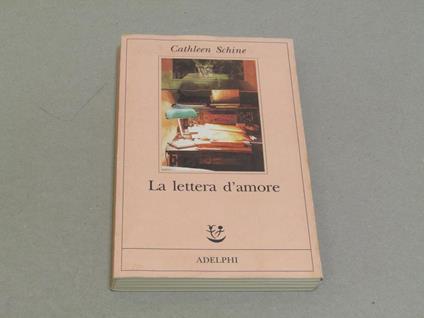 Cathleen Schine
La lettera d'amore
ADELPHI